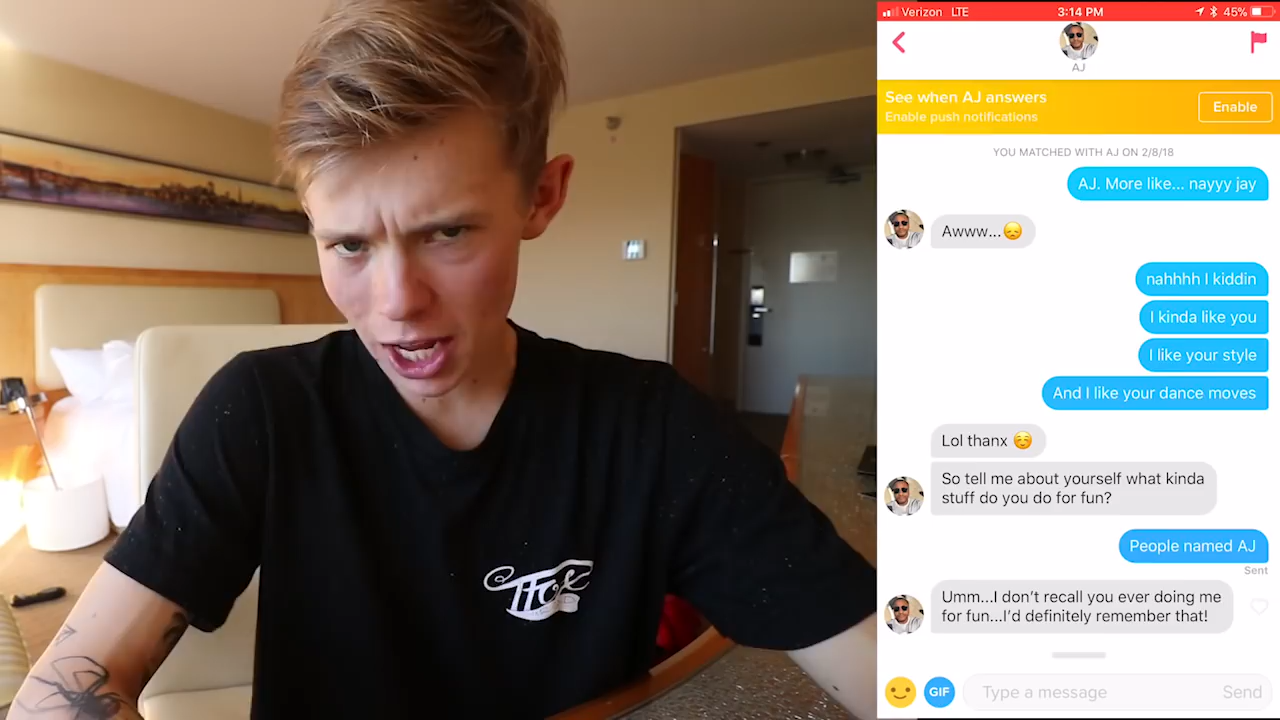 Verizon LTE 3:14 PM 45%
AJ
See when AJ answers
Enable push notifications
Enable
YOU MATCHED WITH AJ ON 2/8/18
AJ. More like... nayyy jay
Awww...😞
nahhhh I kiddin
I kinda like you
I like your style
And I like your dance moves
Lol thanx ☺️
So tell me about yourself what kinda
stuff do you do for fun?
People named AJ
Sent
Umm...I don't recall you ever doing me
for fun...I'd definitely remember that!
GIF
Type a message
Send